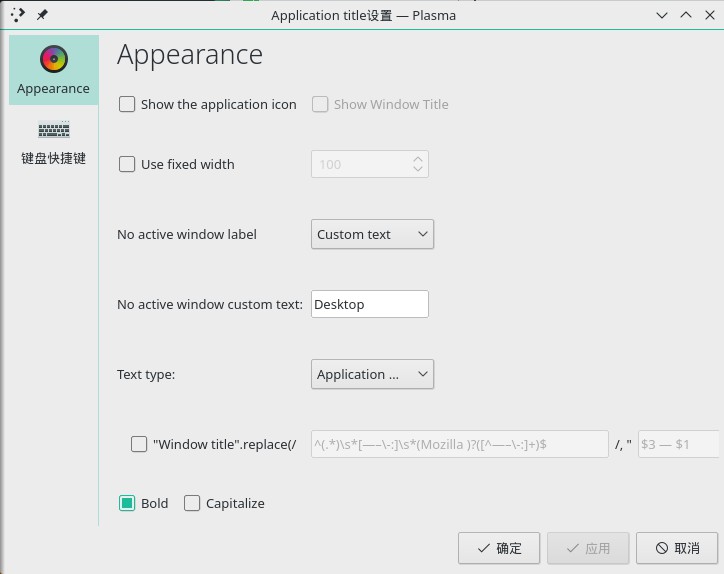 Application title设置 — Plasma
Appearance
Appearance
键盘快捷键
Show the application icon Show Window Title
Use fixed width 100
No active window label Custom text
No active window custom text: Desktop
Text type: Application ...
"Window title".replace(/ ^(.*)\s*[—–\-:]\s*(Mozilla )?([^—–\-:]+)$ /, " $3 — $1
Bold Capitalize
确定 应用 取消